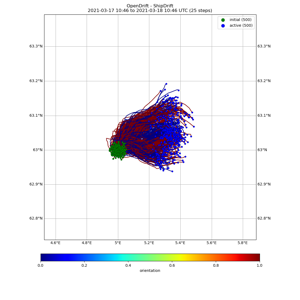 OpenDrift - ShipDrift
2021-03-17 10:46 to 2021-03-18 10:46 UTC (25 steps)
initial (500)
active (500)
63.3°N 63.3°N
63.2°N 63.2°N
63.1°N 63.1°N
63°N 63°N
62.9°N 62.9°N
62.8°N 62.8°N
4.6°E 4.8°E 5°E 5.2°E 5.4°E 5.6°E 5.8°E
0.0 0.2 0.4 0.6 0.8 1.0
orientation